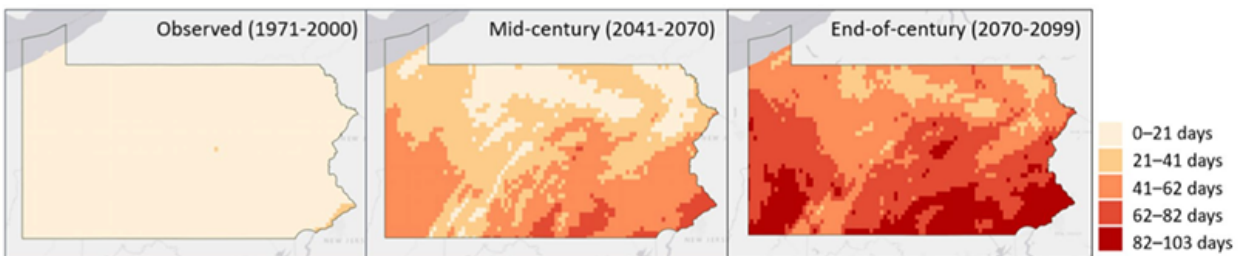 Observed (1971-2000)
Mid-century (2041-2070)
End-of-century (2070-2099)
0–21 days
21–41 days
41–62 days
62–82 days
82–103 days